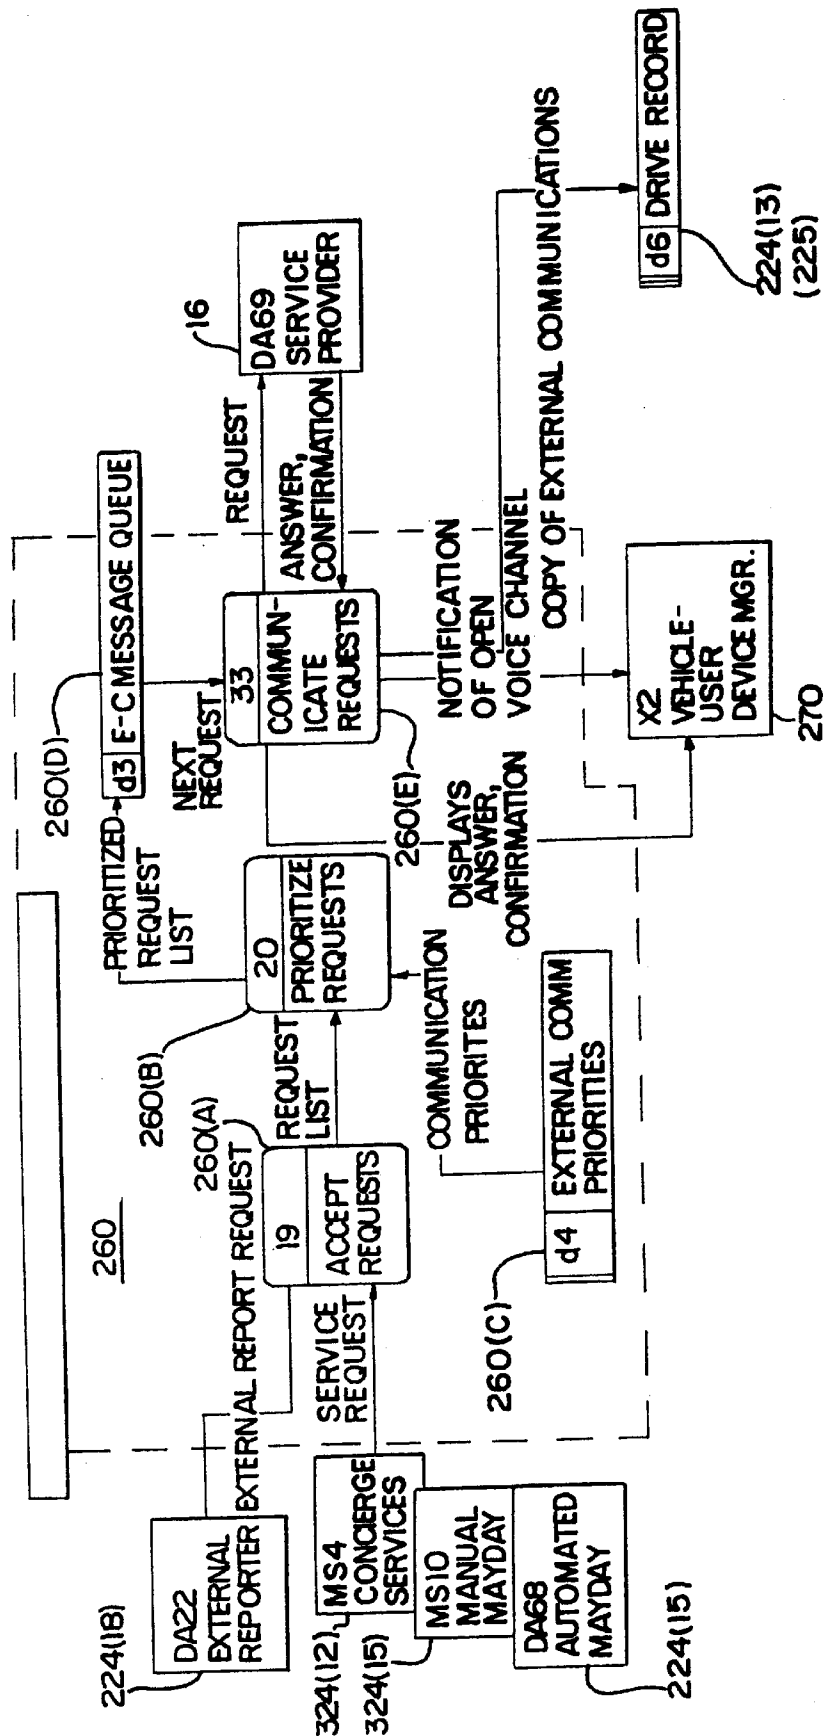 260
224(18)
DA22
EXTERNAL
REPORTER
EXTERNAL REPORT REQUEST
324(12)
MS4
CONCIERGE
SERVICES
324(15)
MS10
MANUAL
MAYDAY
DA68
AUTOMATED
MAYDAY
224(15)
SERVICE
REQUEST
260(A)
19
ACCEPT
REQUESTS
REQUEST
LIST
260(B)
20
PRIORITIZE
REQUESTS
COMMUNICATION
PRIORITES
260(C)
d4
EXTERNAL COMM
PRIORITIES
PRIORITIZED
REQUEST
LIST
260(D)
d3
E-C MESSAGE QUEUE
NEXT
REQUEST
33
COMMUN-
ICATE
REQUESTS
260(E)
REQUEST
ANSWER,
CONFIRMATION
16
DA69
SERVICE
PROVIDER
DISPLAYS
ANSWER,
CONFIRMATION
NOTIFICATION
OF OPEN
VOICE CHANNEL
COPY OF EXTERNAL COMMUNICATIONS
X2
VEHICLE-
USER
DEVICE MGR.
270
d6
DRIVE RECORD
224(13)
(225)